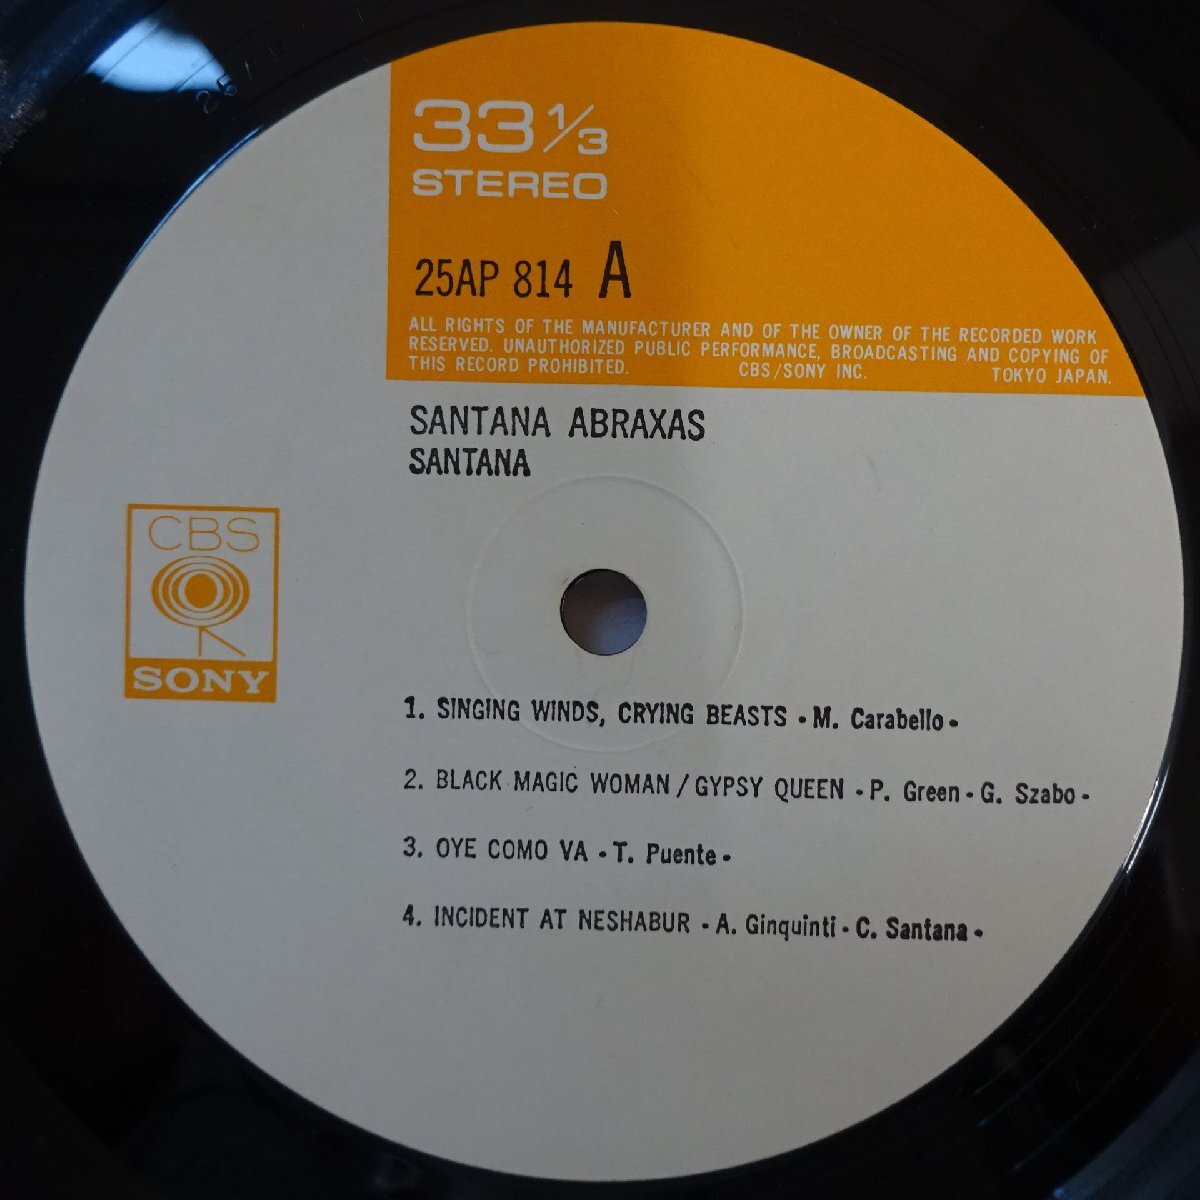 33 1/3
STEREO
25AP 814 A
ALL RIGHTS OF THE MANUFACTURER AND OF THE OWNER OF THE RECORDED WORK
RESERVED. UNAUTHORIZED PUBLIC PERFORMANCE, BROADCASTING AND COPYING OF
THIS RECORD PROHIBITED. CBS/SONY INC. TOKYO JAPAN.
SANTANA ABRAXAS
SANTANA
CBS
SONY
1. SINGING WINDS, CRYING BEASTS • M. Carabello •
2. BLACK MAGIC WOMAN / GYPSY QUEEN • P. Green • G. Szabo •
3. OYE COMO VA • T. Puente •
4. INCIDENT AT NESHABUR • A. Ginquinti • C. Santana •